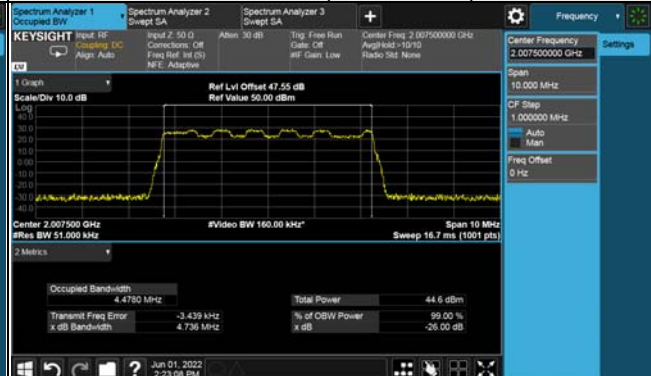 Spectrum Analyzer 1
Occupied BW
Spectrum Analyzer 2
Swept SA
Spectrum Analyzer 3
Swept SA
+
Frequency
KEYSIGHT
Input: RF
Coupling: DC
Align: Auto
Input Z: 50 Ω
Corrections: Off
Freq Ref: Int (S)
NFE: Adaptive
Atten: 30 dB
Trig: Free Run
Gate: Off
#IF Gain: Low
Center Freq: 2.007500000 GHz
Avg|Hold:>10/10
Radio Std: None
LXI
1 Graph
Scale/Div 10.0 dB
Ref Lvl Offset 47.55 dB
Ref Value 50.00 dBm
Log
40.0
30.0
20.0
10.0
0.00
-10.0
-20.0
-30.0
-40.0
Center 2.007500 GHz
#Res BW 51.000 kHz
#Video BW 160.00 kHz*
Span 10 MHz
Sweep 16.7 ms (1001 pts)
2 Metrics
Occupied Bandwidth
4.4780 MHz
Total Power
44.6 dBm
Transmit Freq Error
-3.439 kHz
% of OBW Power
99.00 %
x dB Bandwidth
4.736 MHz
x dB
-26.00 dB
?
Jun 01, 2022
2:23:08 PM
Center Frequency
2.007500000 GHz
Settings
Span
10.000 MHz
CF Step
1.000000 MHz
Auto
Man
Freq Offset
0 Hz